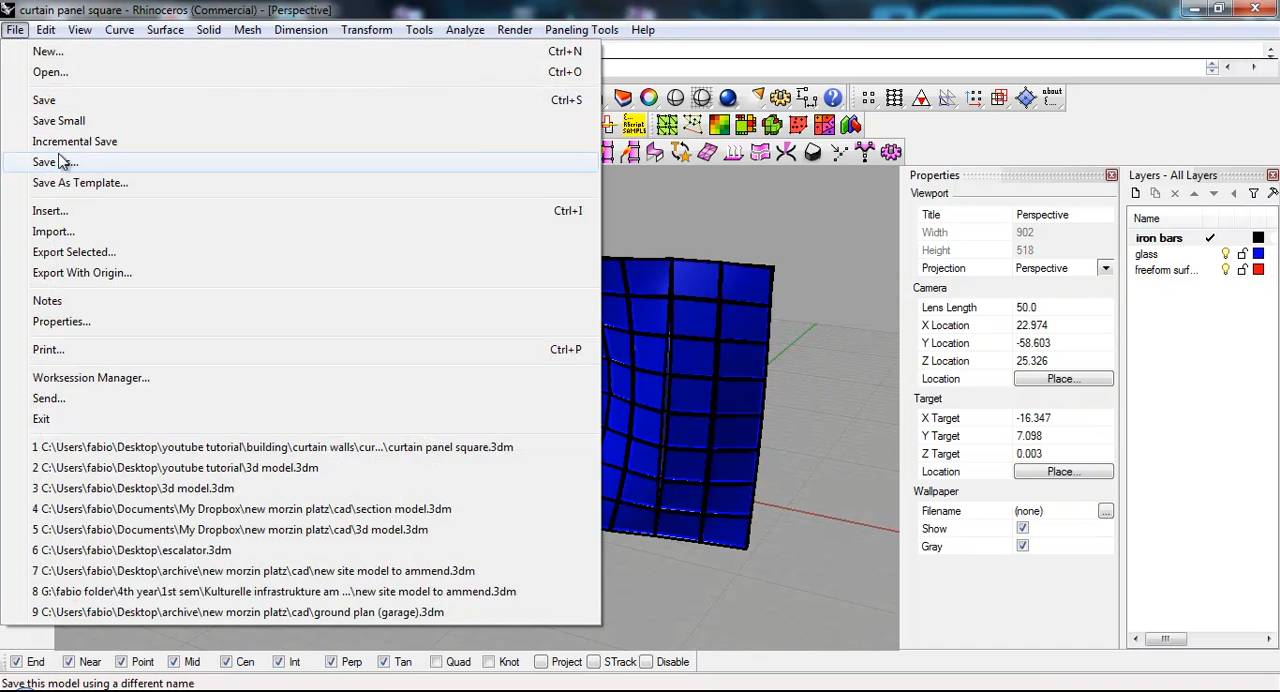 curtain panel square - Rhinoceros (Commercial) - [Perspective]
File Edit View Curve Surface Solid Mesh Dimension Transform Tools Analyze Render Paneling Tools Help
New... Ctrl+N
Open... Ctrl+O
Save Ctrl+S
Save Small
Incremental Save
Save
Save As Template...
Insert... Ctrl+I
Import...
Export Selected...
Export With Origin...
Notes
Properties...
Print... Ctrl+P
Worksession Manager...
Send...
Exit
1 C:\Users\fabio\Desktop\youtube tutorial\building\curtain walls\cur...\curtain panel square.3dm
2 C:\Users\fabio\Desktop\youtube tutorial\3d model.3dm
3 C:\Users\fabio\Desktop\3d model.3dm
4 C:\Users\fabio\Documents\My Dropbox\new morzin platz\cad\section model.3dm
5 C:\Users\fabio\Documents\My Dropbox\new morzin platz\cad\3d model.3dm
6 C:\Users\fabio\Desktop\escalator.3dm
7 C:\Users\fabio\Desktop\archive\new morzin platz\cad\new site model to ammend.3dm
8 G:\fabio folder\4th year\1st sem\Kulturelle infrastrukture am ...\new site model to ammend.3dm
9 C:\Users\fabio\Desktop\archive\new morzin platz\cad\ground plan (garage).3dm
about
E...
RScript
SAMPLE
Properties
Viewport
Title Perspective
Width 902
Height 518
Projection Perspective
Camera
Lens Length 50.0
X Location 22.974
Y Location -58.603
Z Location 25.326
Location Place...
Target
X Target -16.347
Y Target 7.098
Z Target 0.003
Location Place...
Wallpaper
Filename (none) ...
Show
Gray
Layers - All Layers
Name
iron bars
glass
freeform surf...
End Near Point Mid Cen Int Perp Tan Quad Knot Project STrack Disable
Save this model using a different name